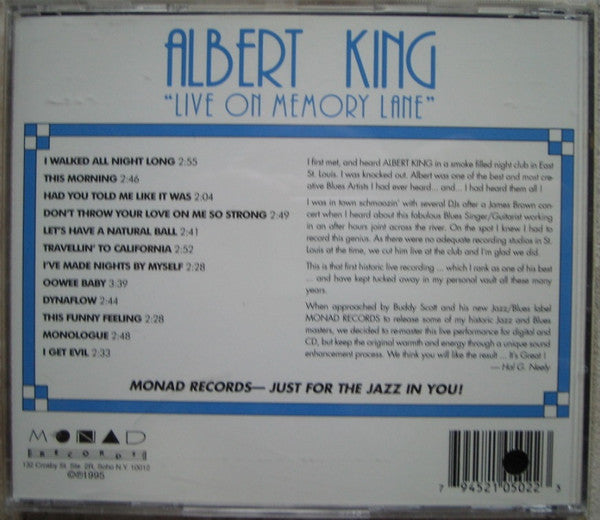 ALBERT KING
"LIVE ON MEMORY LANE"
I WALKED ALL NIGHT LONG 2:55
THIS MORNING 2:46
HAD YOU TOLD ME LIKE IT WAS 2:04
DON'T THROW YOUR LOVE ON ME SO STRONG 2:49
LET'S HAVE A NATURAL BALL 2:41
TRAVELLIN' TO CALIFORNIA 2:52
I'VE MADE NIGHTS BY MYSELF 2:28
OOWEE BABY 3:39
DYNAFLOW 2:44
THIS FUNNY FEELING 2:28
MONOLOGUE 2:48
I GET EVIL 2:33
I first met, and heard ALBERT KING in a smoke filled night club in East
St. Louis. I was knocked out. Albert was one of the best and most cre-
ative Blues Artists I had ever heard... and... I had heard them all !
I was in town schmoozin' with several DJs after a James Brown con-
cert when I heard about this fabulous Blues Singer/Guitarist working
in an after hours joint across the river. On the spot I knew I had to
record this genius. As there were no adequate recording studios in St.
Louis at the time, we cut him live at the club and I'm glad we did.
This is that first historic live recording ... which I rank as one of his best
... and have kept tucked away in my personal vault all these many
years.
When approached by Buddy Scott and his new Jazz/Blues label
MONAD RECORDS to release some of my historic Jazz and Blues
masters, we decided to re-master this live performance for digital and
CD, but keep the original warmth and energy through a unique sound
enhancement process. We think you will like the result ... It's Great !
— Hal G. Neely
MONAD RECORDS— JUST FOR THE JAZZ IN YOU!
MONAD
RECORDS
132 Crosby St. Ste. 2R, Soho N.Y. 10012
©℗1995
7 94521 05022 3